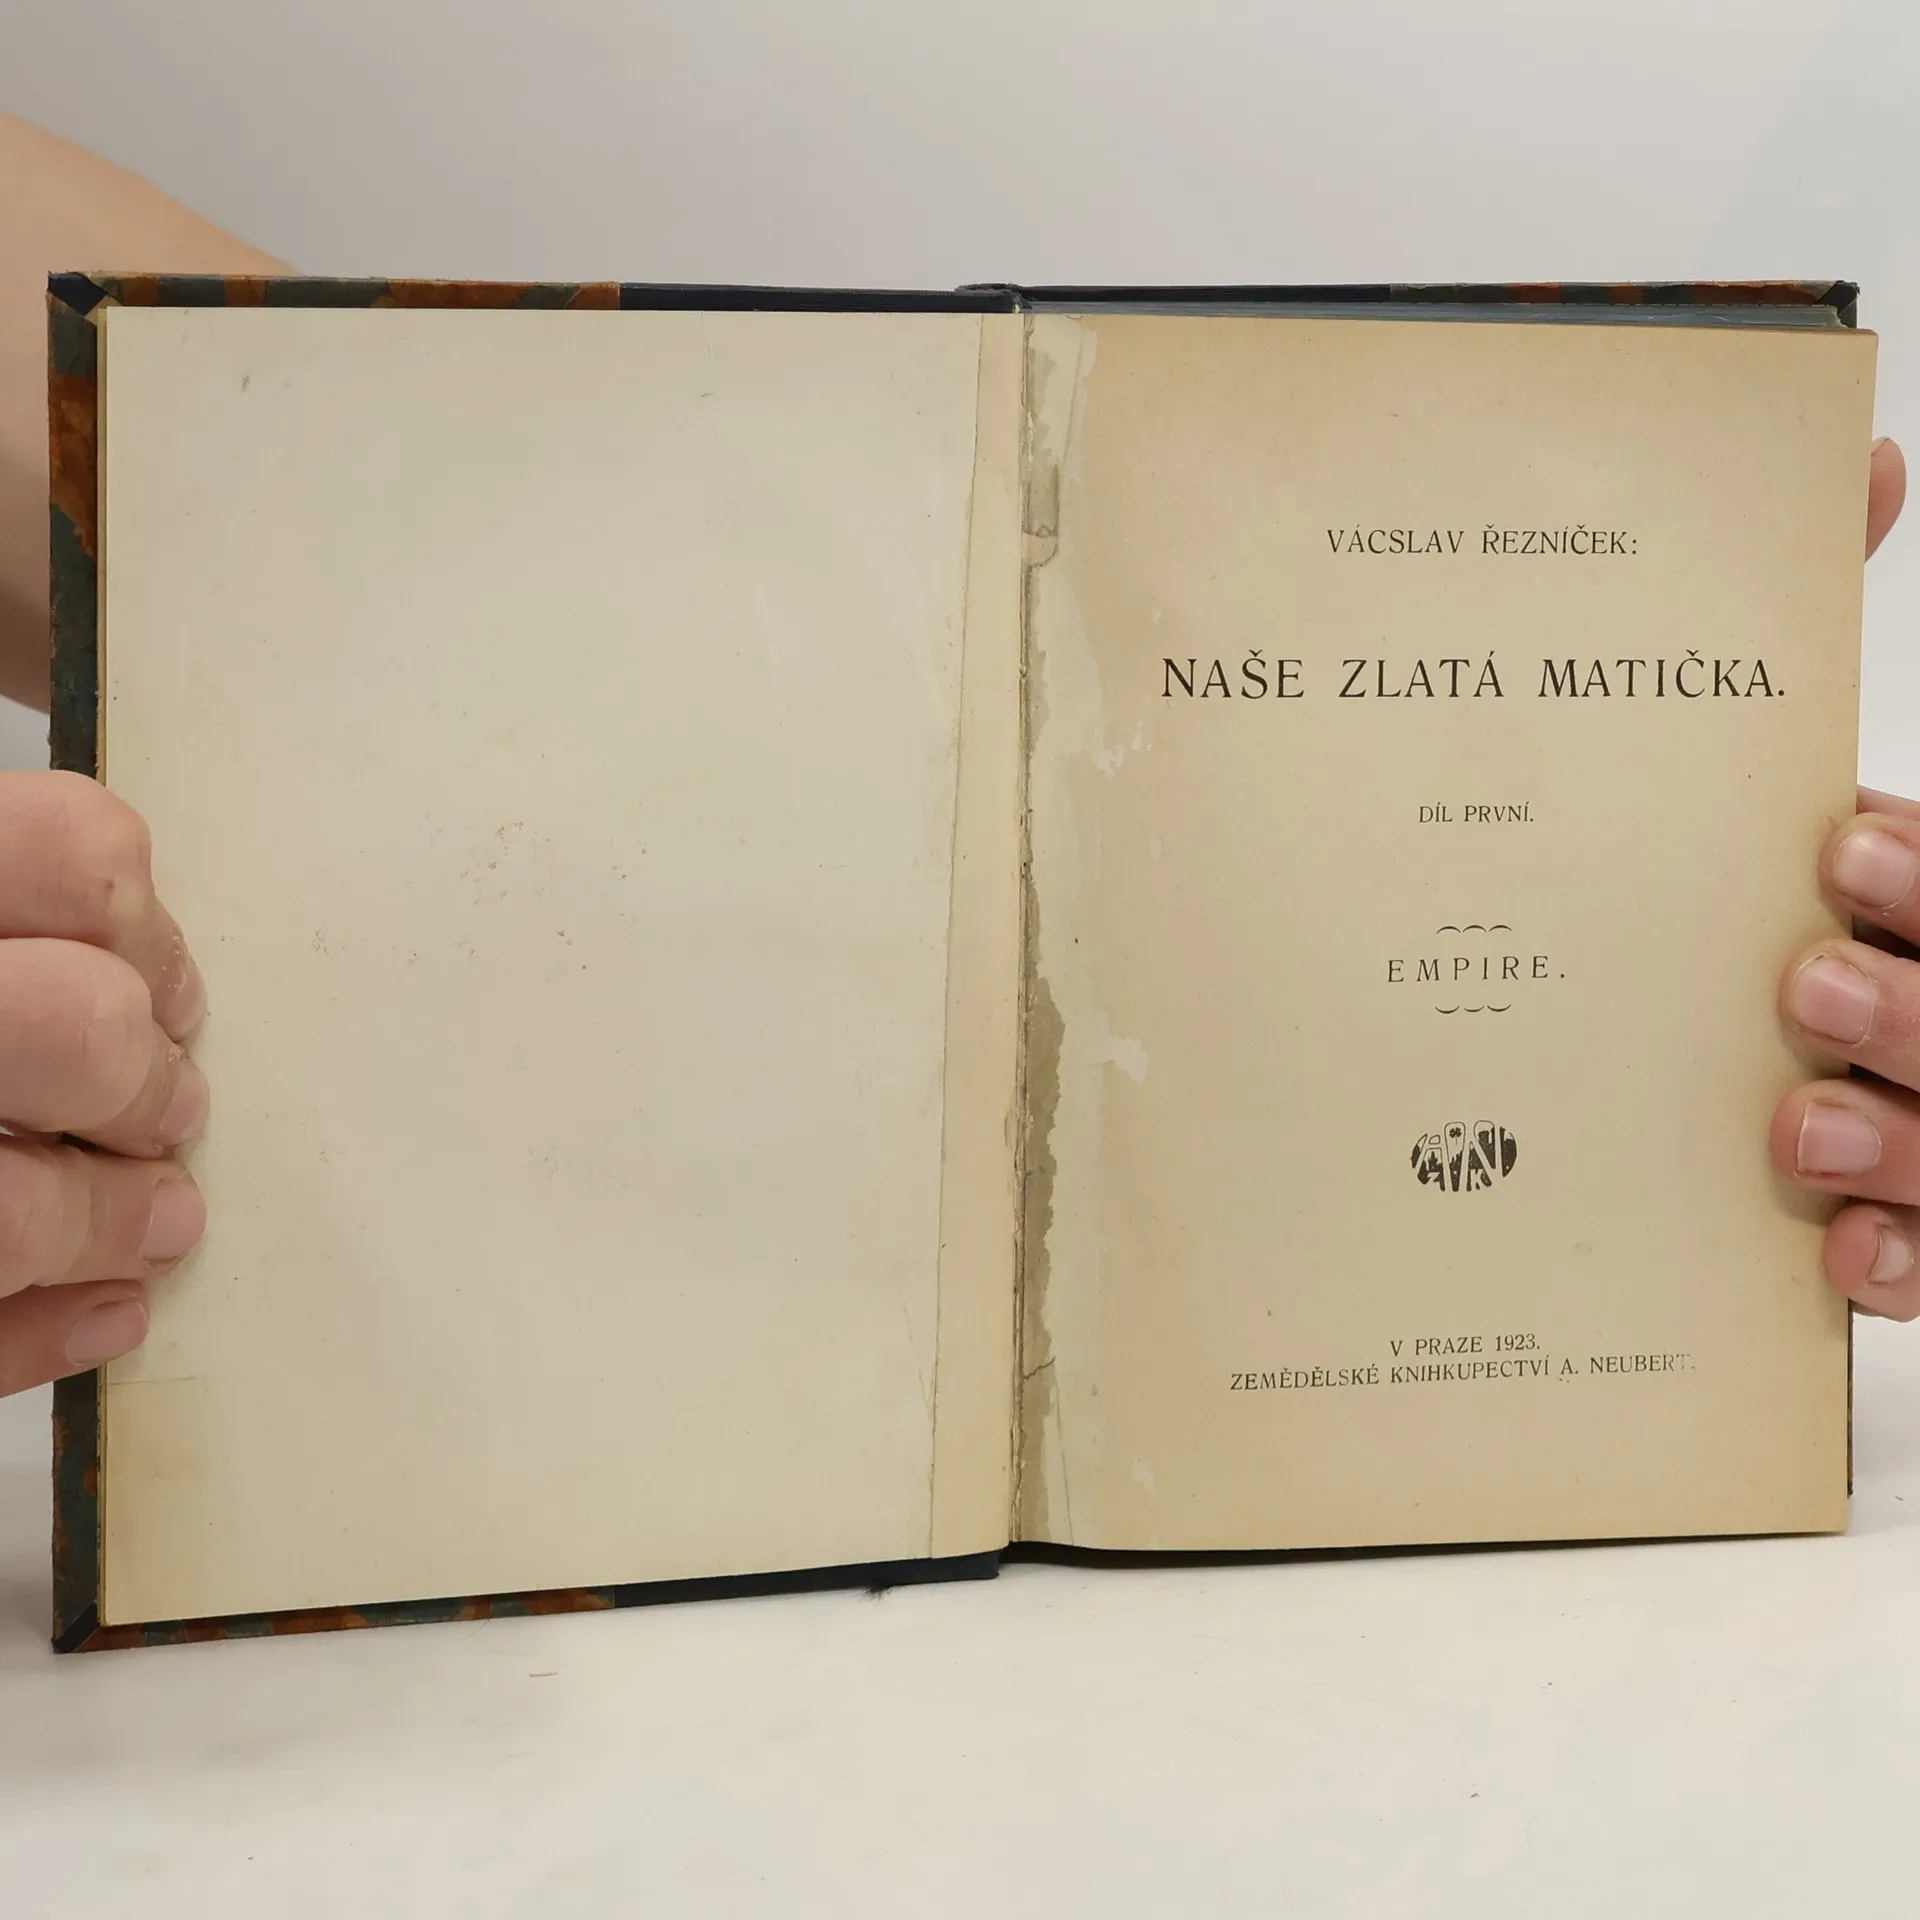 VÁCSLAV ŘEZNÍČEK:
NAŠE ZLATÁ MATIČKA.
DÍL PRVNÍ.
EMPIRE.
V PRAZE 1923.
ZEMĚDĚLSKÉ KNIHKUPECTVÍ A. NEUBERT.